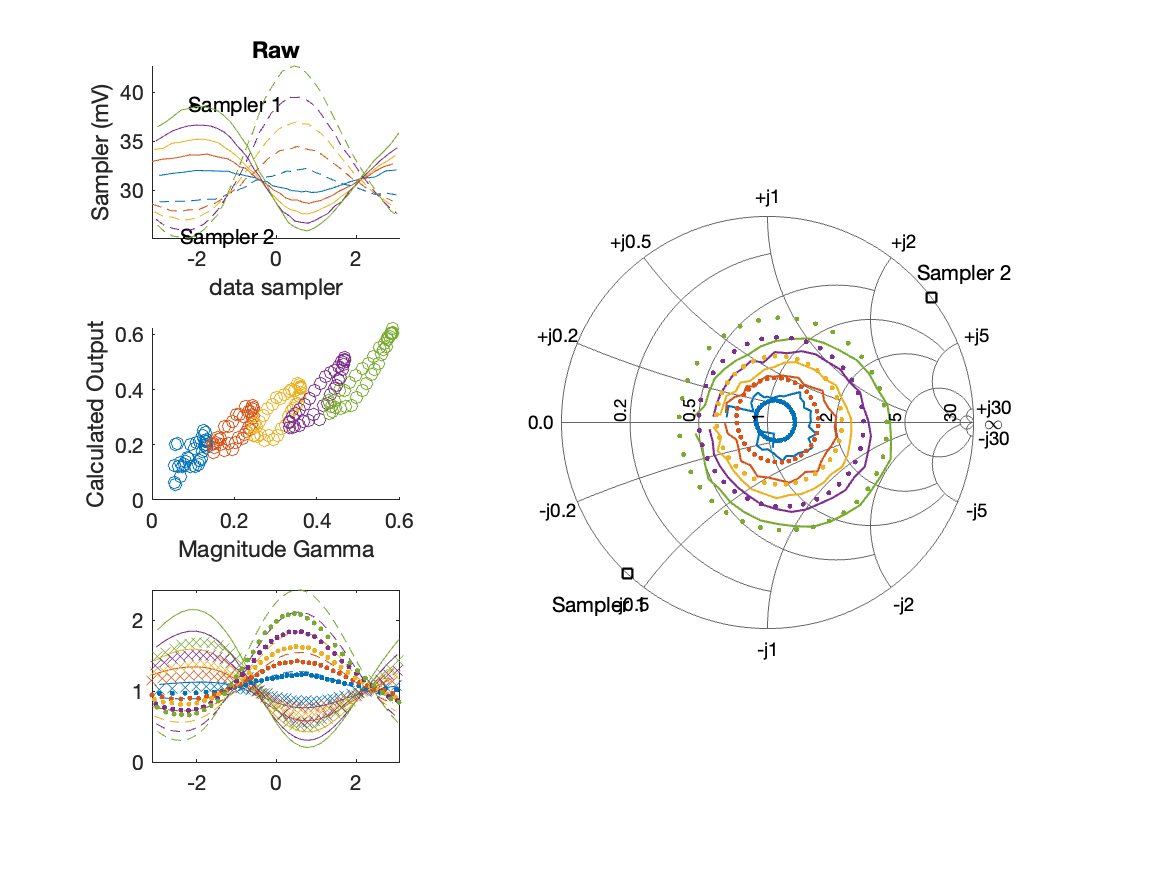 Raw
Sampler (mV)
40
35
30
Sampler 1
Sampler 2
-2
0
2
data sampler
Calculated Output
0.6
0.4
0.2
0
0
0.2
0.4
0.6
Magnitude Gamma
2
1
0
-2
0
2
+j1
+j0.5
+j2
Sampler 2
+j0.2
+j5
0.0
0.2
0.5
1
2
5
30
+j30
∞
-j30
-j0.2
-j5
Sampler 1
-j0.5
-j2
-j1